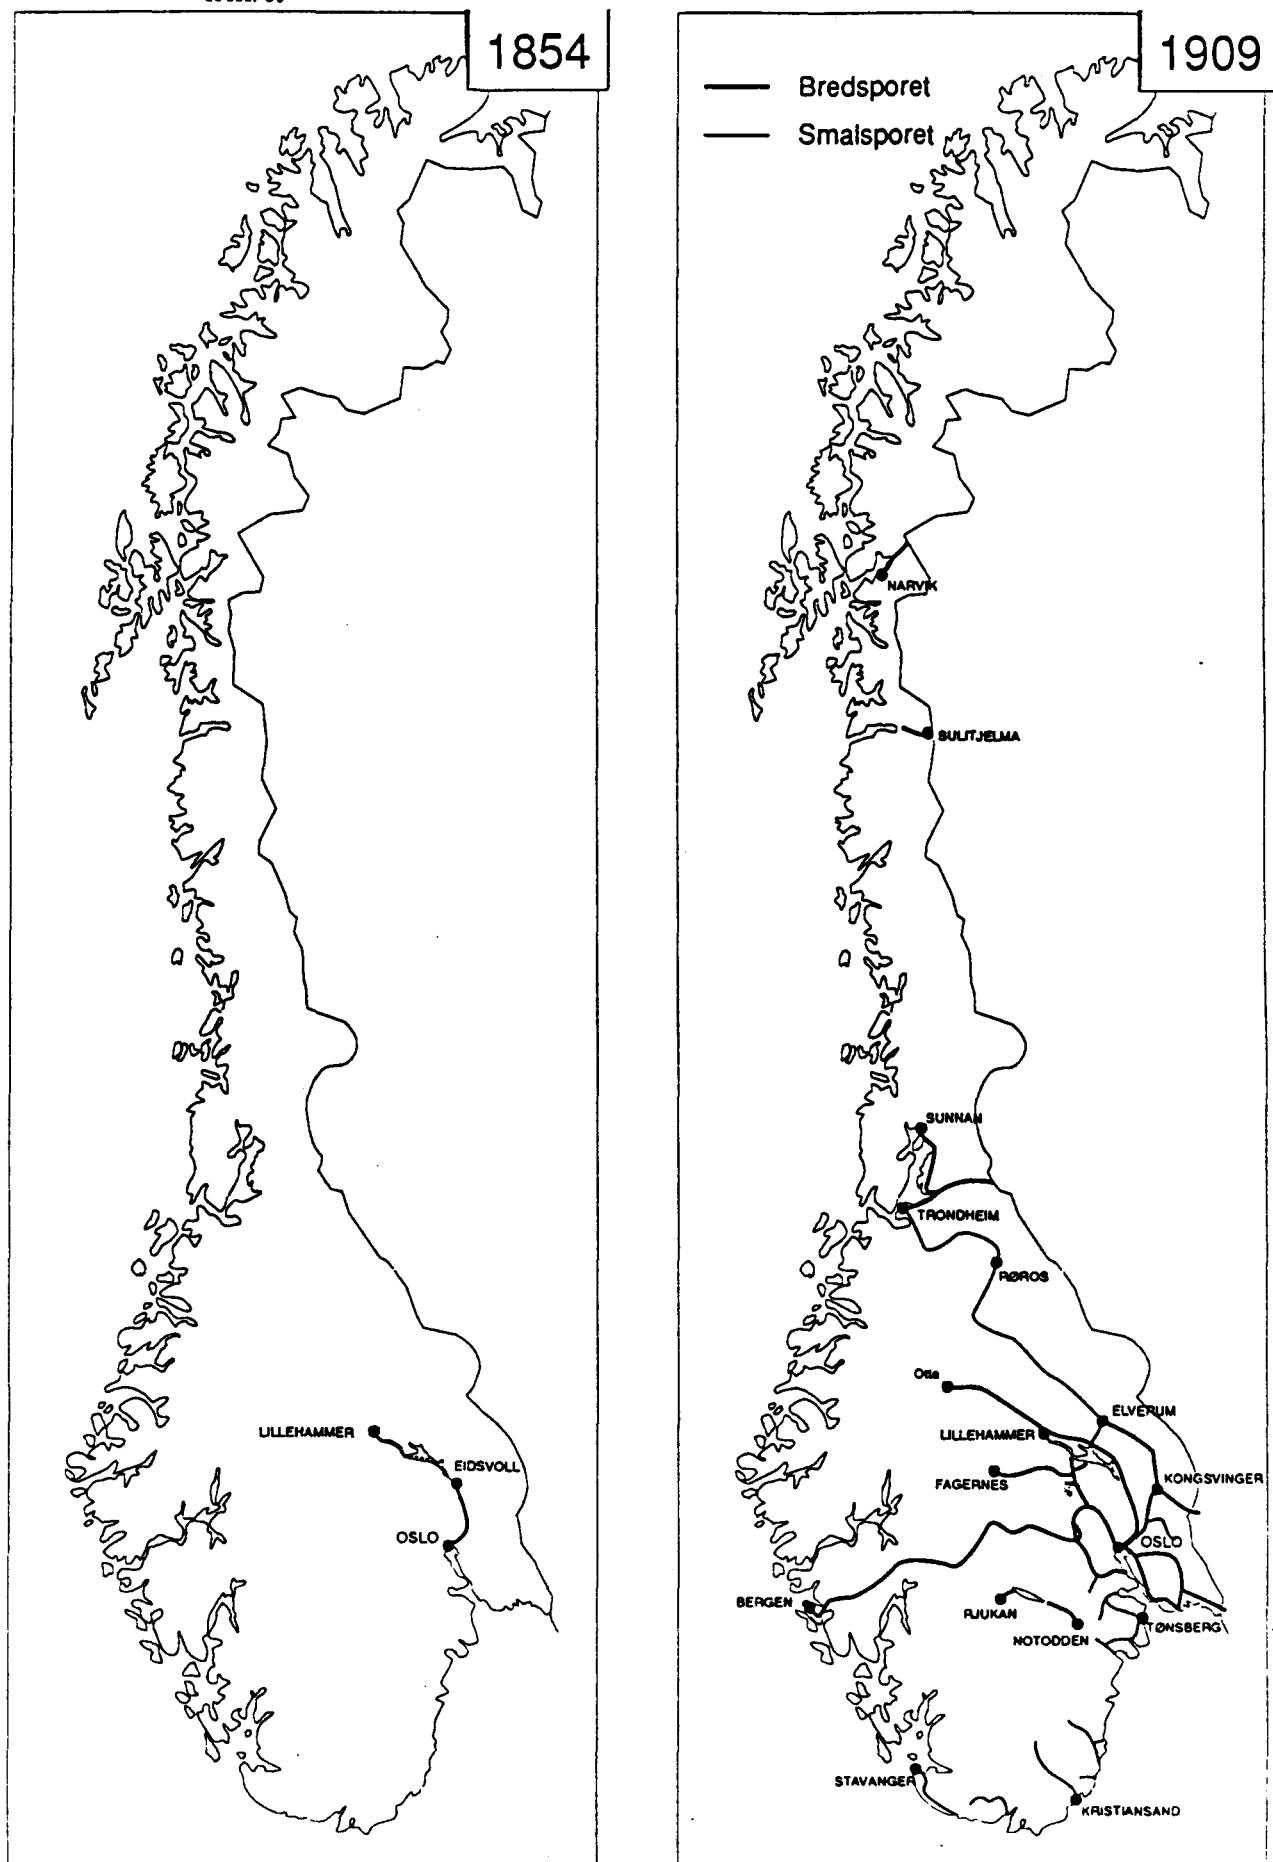 1854
LILLEHAMMER
EIDSVOLL
OSLO
1909
Bredsporet
Smalsporet
NARVIK
SULITJELMA
SUNNAN
TRONDHEIM
RØROS
Otta
ELVERUM
LILLEHAMMER
FAGERNES
KONGSVINGER
OSLO
BERGEN
RJUKAN
NOTODDEN
TØNSBERG
STAVANGER
KRISTIANSAND